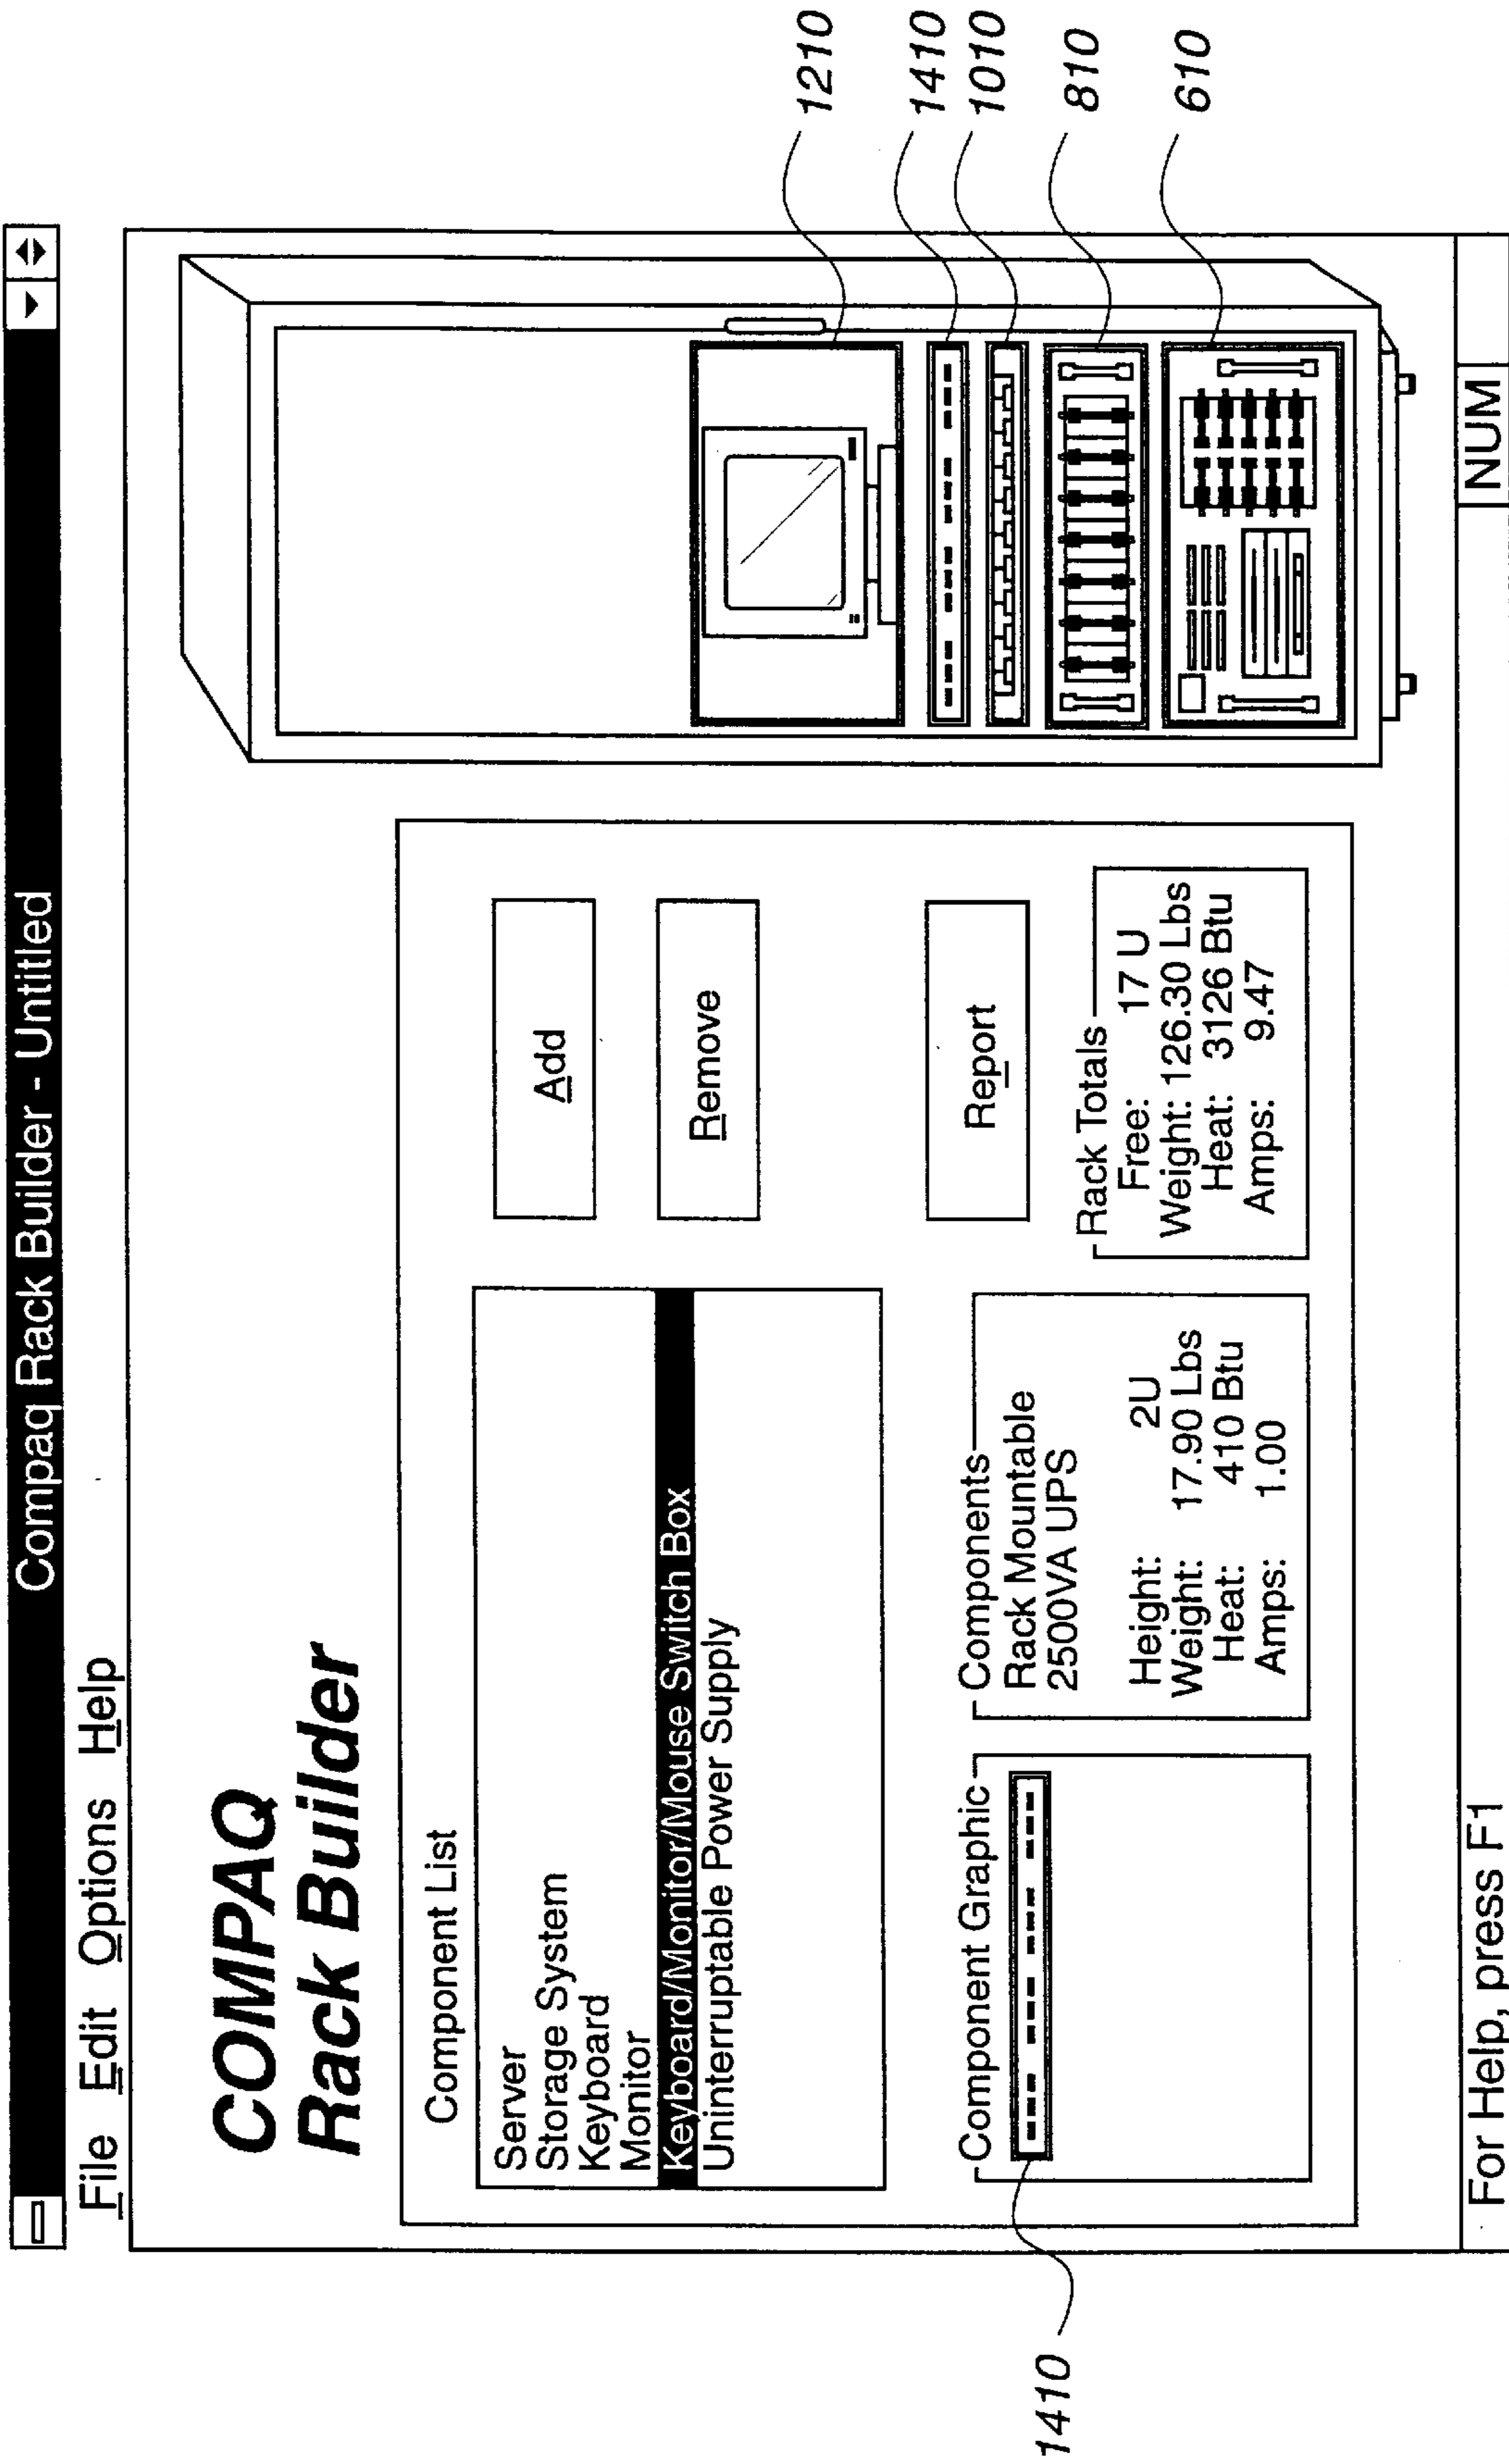 Compaq Rack Builder - Untitled
File Edit Options Help
COMPAQ
Rack Builder
Component List
Server
Storage System
Keyboard
Monitor
Keyboard/Monitor/Mouse Switch Box
Uninterruptable Power Supply
Add
Remove
Report
Component Graphic
1410
Components
Rack Mountable
2500VA UPS
Height: 2U
Weight: 17.90 Lbs
Heat: 410 Btu
Amps: 1.00
Rack Totals
Free: 17 U
Weight: 126.30 Lbs
Heat: 3126 Btu
Amps: 9.47
1210
1410
1010
810
610
For Help, press F1
NUM